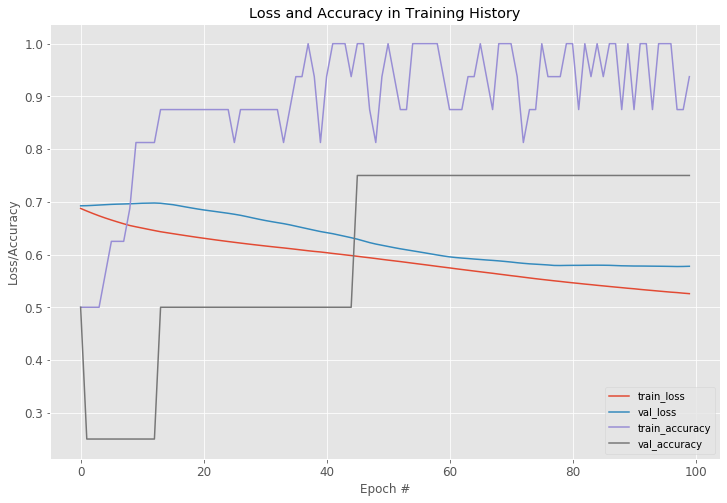 Loss and Accuracy in Training History
1.0
0.9
0.8
0.7
0.6
0.5
0.4
0.3
Loss/Accuracy
0 20 40 60 80 100
Epoch #
train_loss
val_loss
train_accuracy
val_accuracy